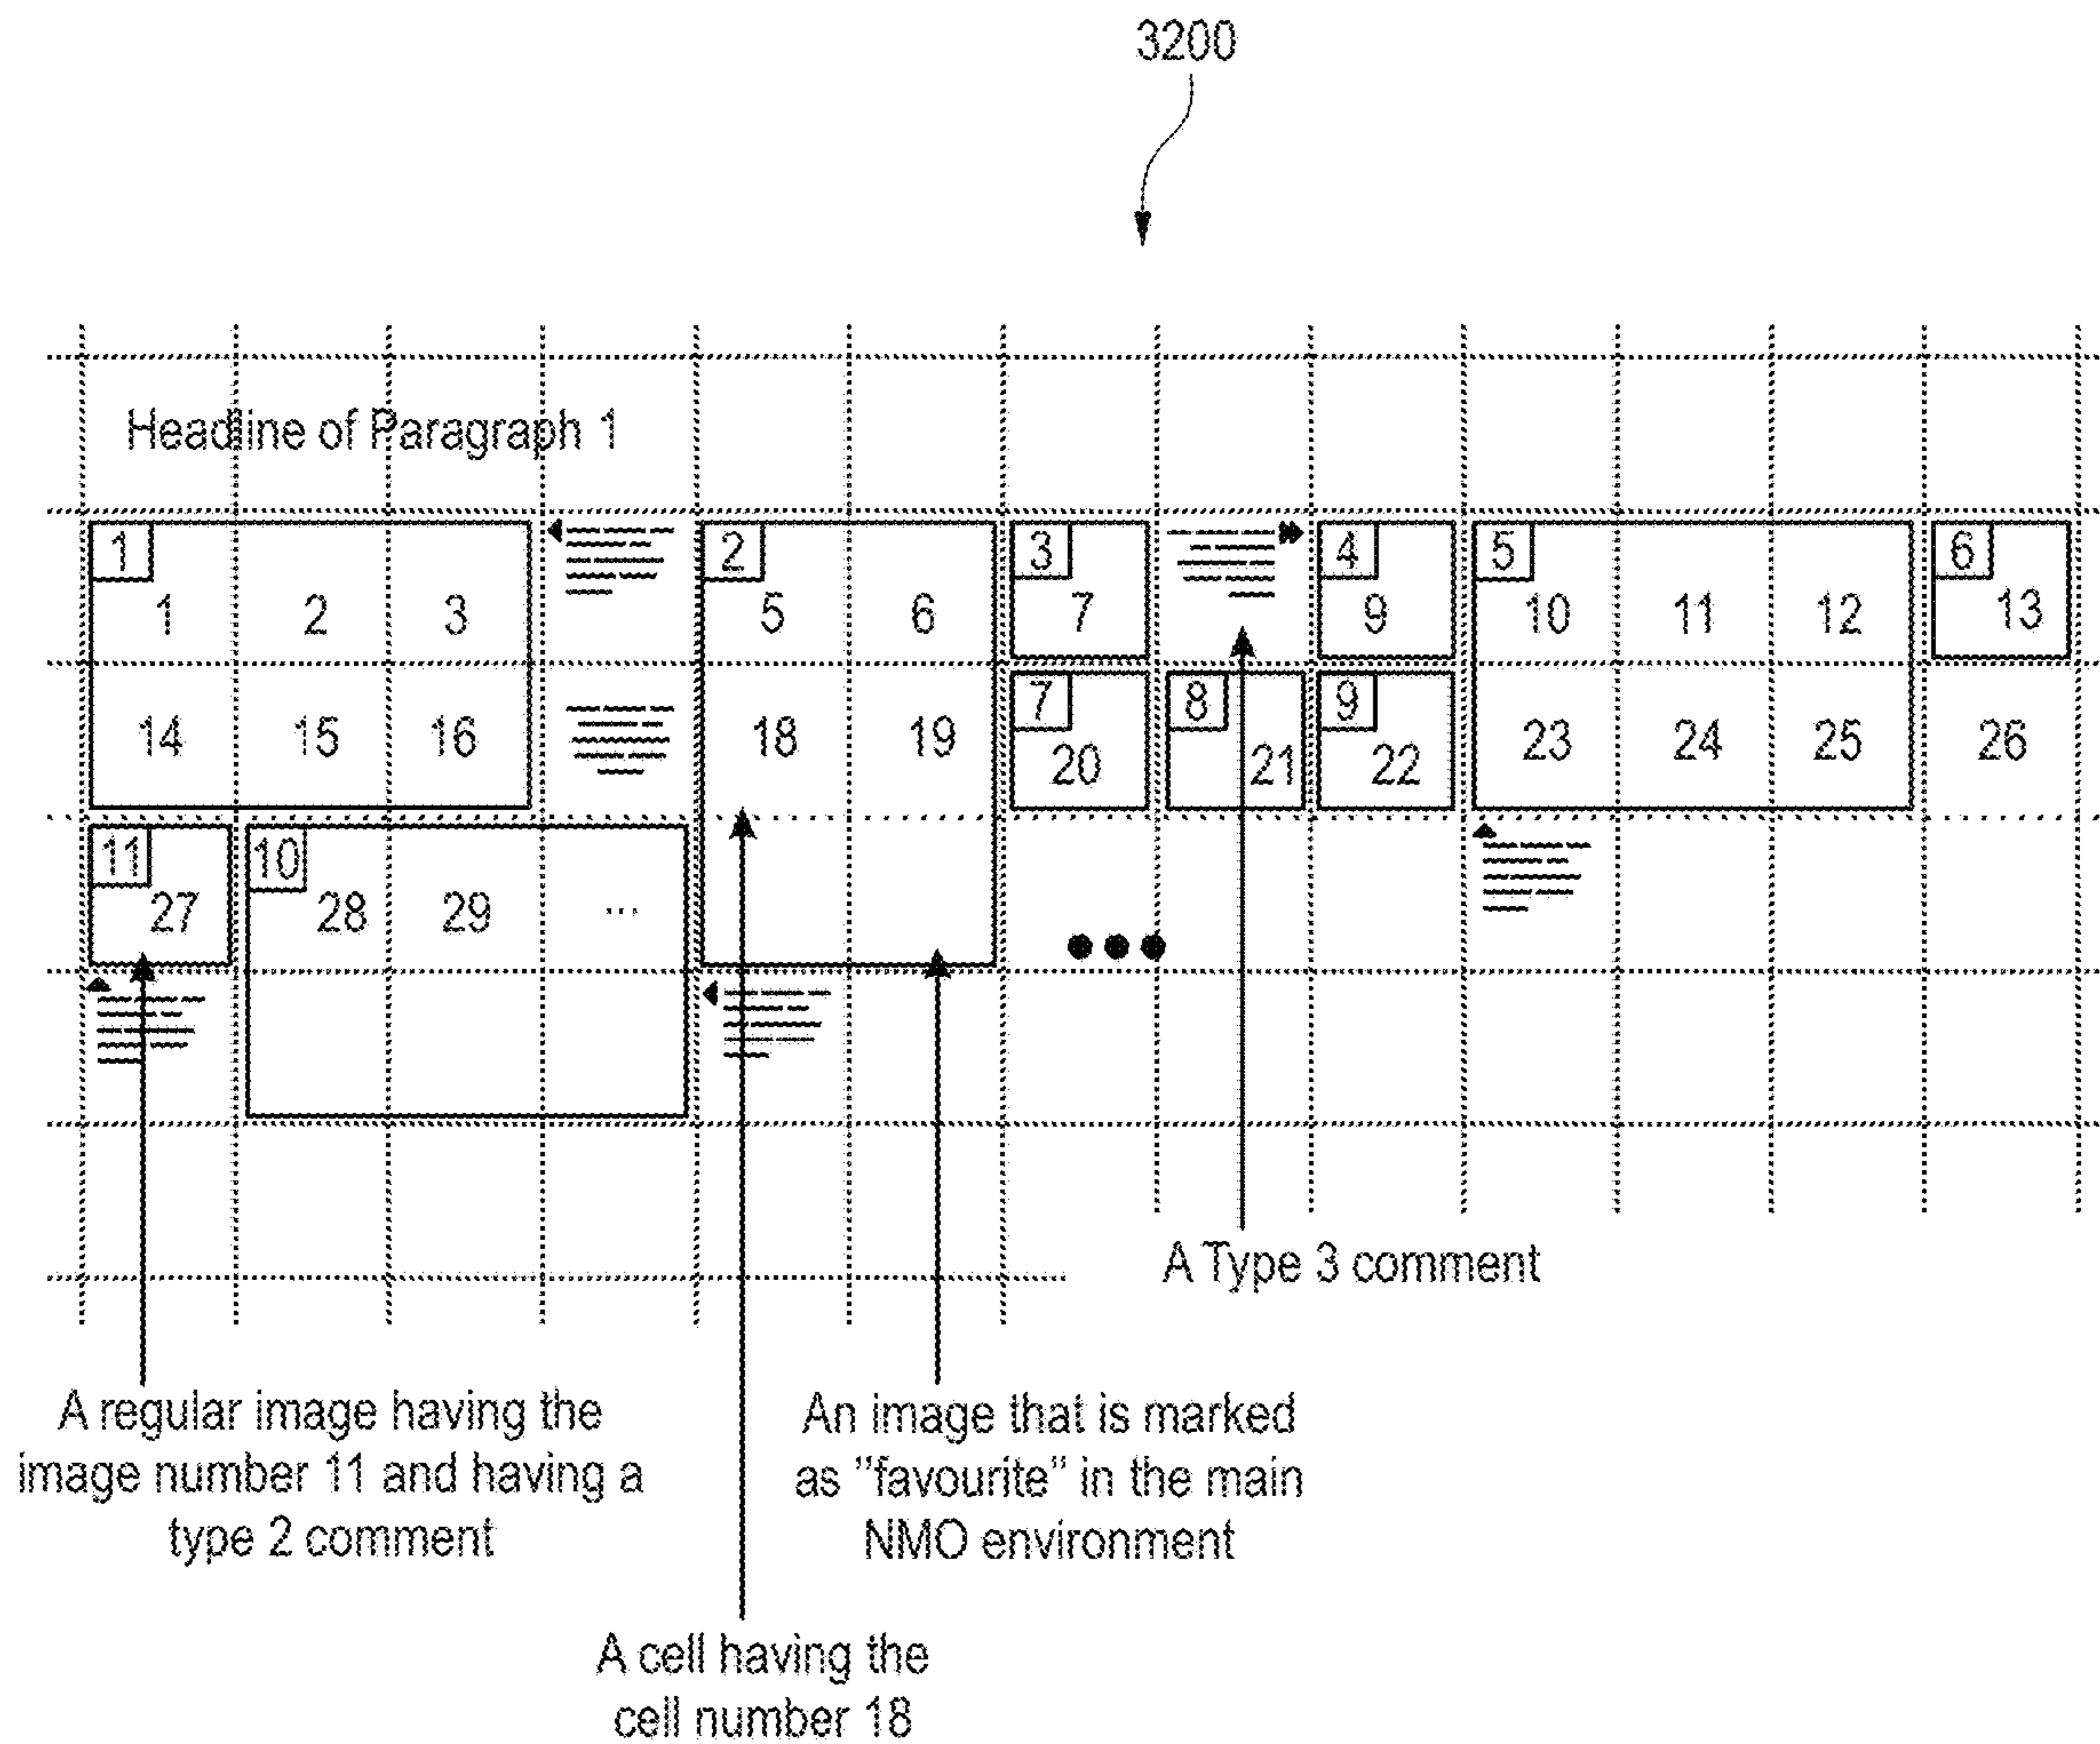 3200
Headline of Paragraph 1
1 2 3 4 5 6
1 2 3 5 6 7 9 10 11 12 13
7 8 9
14 15 16 18 19 20 21 22 23 24 25 26
11 10
27 28 29 ...
A Type 3 comment
A regular image having the
image number 11 and having a
type 2 comment
An image that is marked
as "favourite" in the main
NMO environment
A cell having the
cell number 18